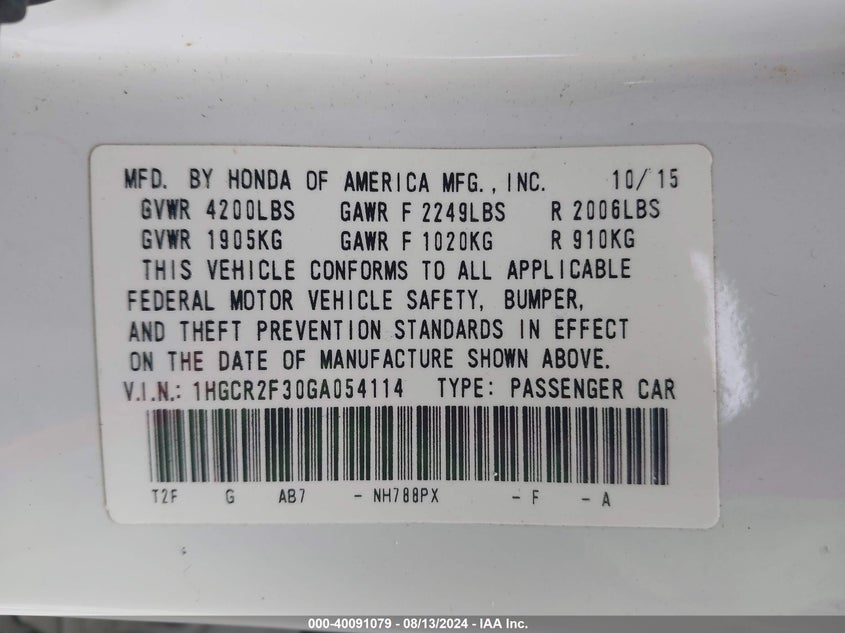 MFD. BY HONDA OF AMERICA MFG., INC. 10/15
GVWR 4200LBS GAWR F 2249LBS R 2006LBS
GVWR 1905KG GAWR F 1020KG R 910KG
THIS VEHICLE CONFORMS TO ALL APPLICABLE
FEDERAL MOTOR VEHICLE SAFETY, BUMPER,
AND THEFT PREVENTION STANDARDS IN EFFECT
ON THE DATE OF MANUFACTURE SHOWN ABOVE.
V.I.N.: 1HGCR2F30GA054114 TYPE: PASSENGER CAR
T2F G AB7 - NH788PX - F - A
000-40091079 - 08/13/2024 - IAA Inc.